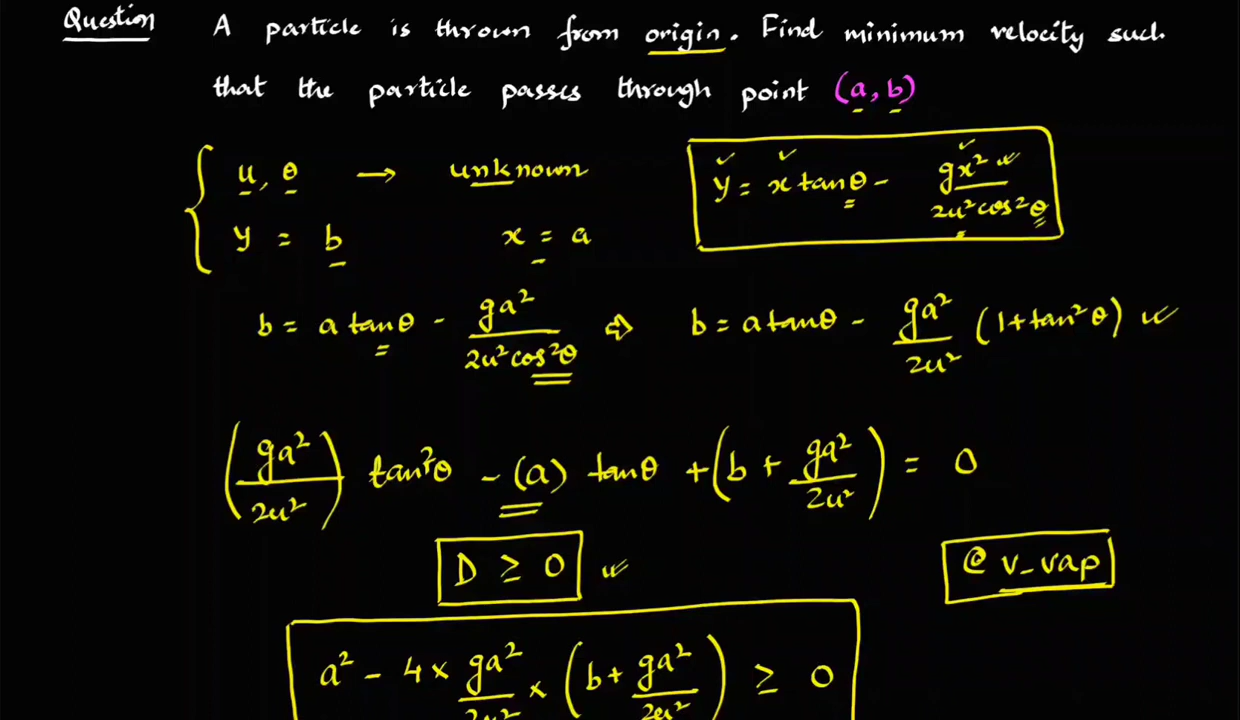 Question A particle is thrown from origin. Find minimum velocity such
that the particle passes through point (a, b)
u, θ → unknown
y = x tanθ - gx²/2u²cos²θ
y = b x = a
b = a tanθ - ga²/2u²cos²θ ⇒ b = a tanθ - ga²/2u² (1+tan²θ)
(ga²/2u²) tan²θ - (a) tanθ + (b + ga²/2u²) = 0
D ≥ 0
@ v_vap
a² - 4 × ga²/2u² × (b + ga²/2u²) ≥ 0